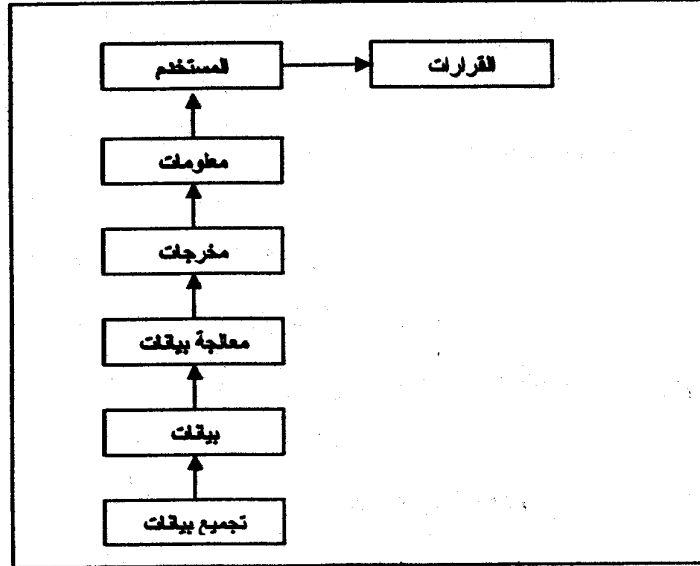 المستخدم
القرارات
معلومات
مخرجات
معالجة بيانات
بيانات
تجميع بيانات